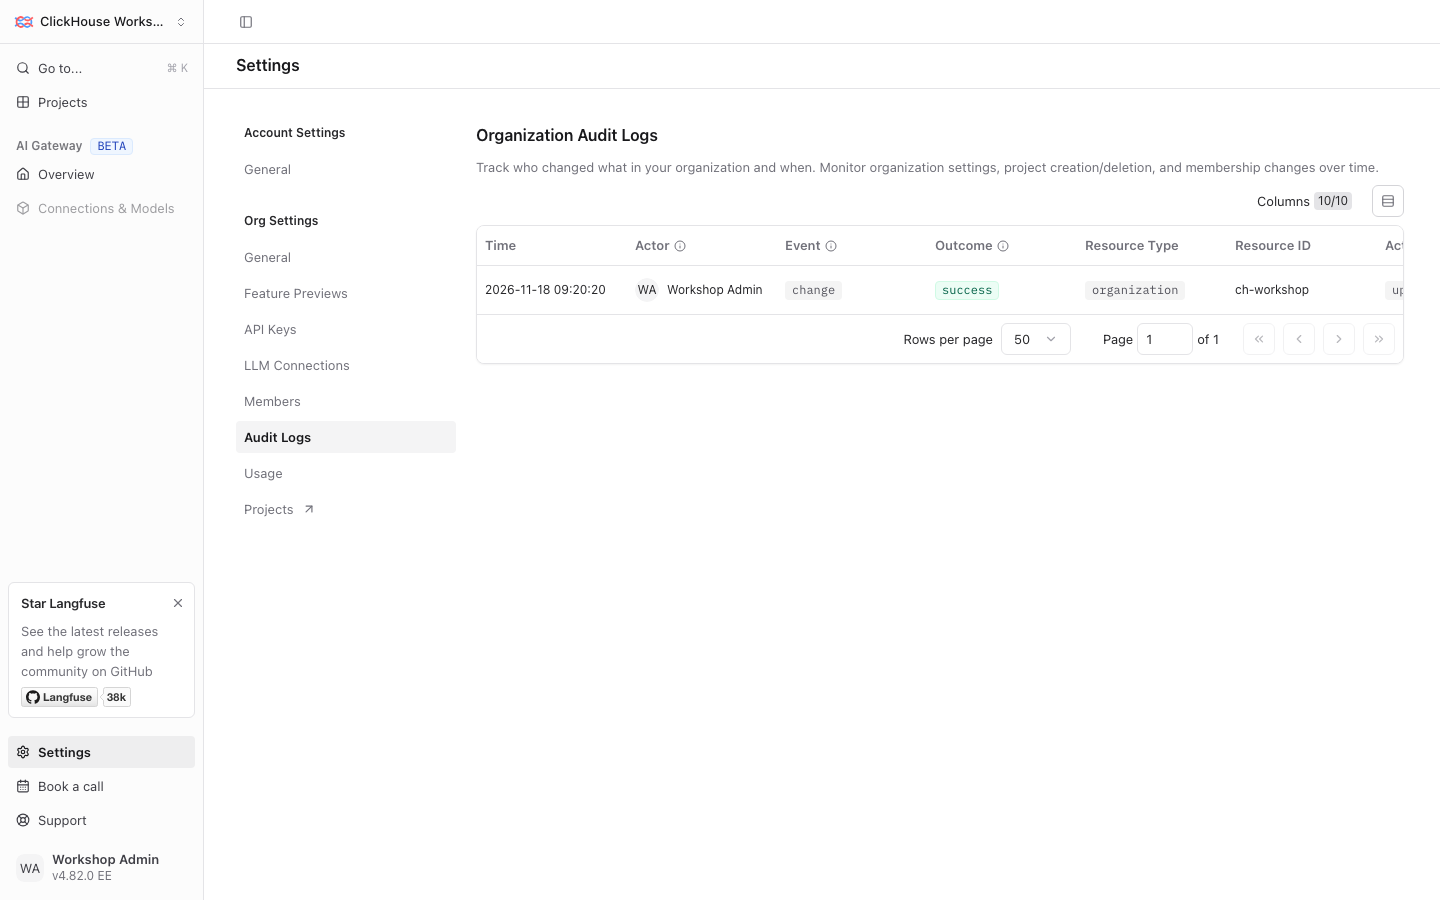 ClickHouse Works...
Go to...
⌘ K
Projects
AI Gateway BETA
Overview
Connections & Models
Star Langfuse
See the latest releases
and help grow the
community on GitHub
Langfuse 38k
Settings
Book a call
Support
WA
Workshop Admin
v4.82.0 EE
Settings
Account Settings
General
Org Settings
General
Feature Previews
API Keys
LLM Connections
Members
Audit Logs
Usage
Projects
Organization Audit Logs
Track who changed what in your organization and when. Monitor organization settings, project creation/deletion, and membership changes over time.
Columns 10/10
Time Actor Event Outcome Resource Type Resource ID Act
2026-11-18 09:20:20 WA Workshop Admin change success organization ch-workshop up
Rows per page 50 Page 1 of 1